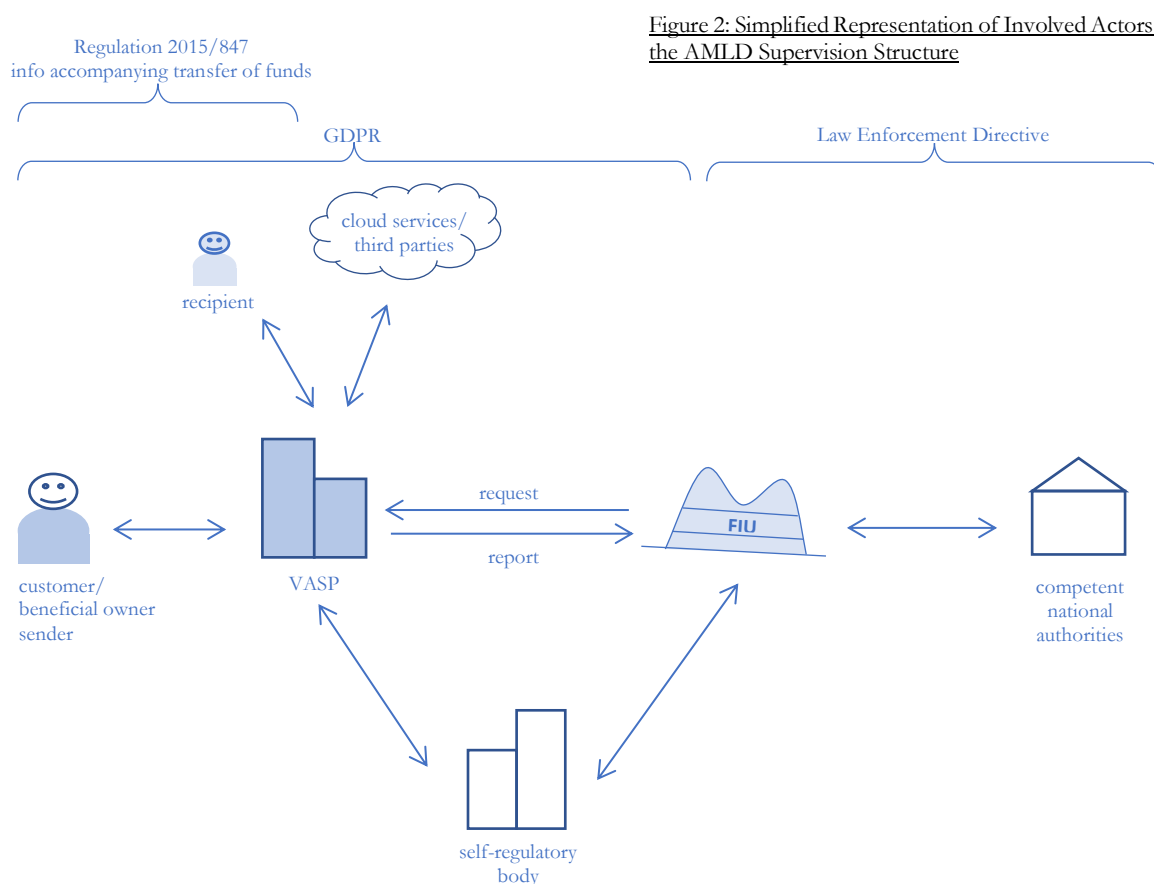 Figure 2: Simplified Representation of Involved Actors
the AMLD Supervision Structure
Regulation 2015/847
info accompanying transfer of funds
GDPR
Law Enforcement Directive
cloud services/
third parties
recipient
request
FIU
report
customer/
beneficial owner
sender
VASP
competent
national
authorities
self-regulatory
body